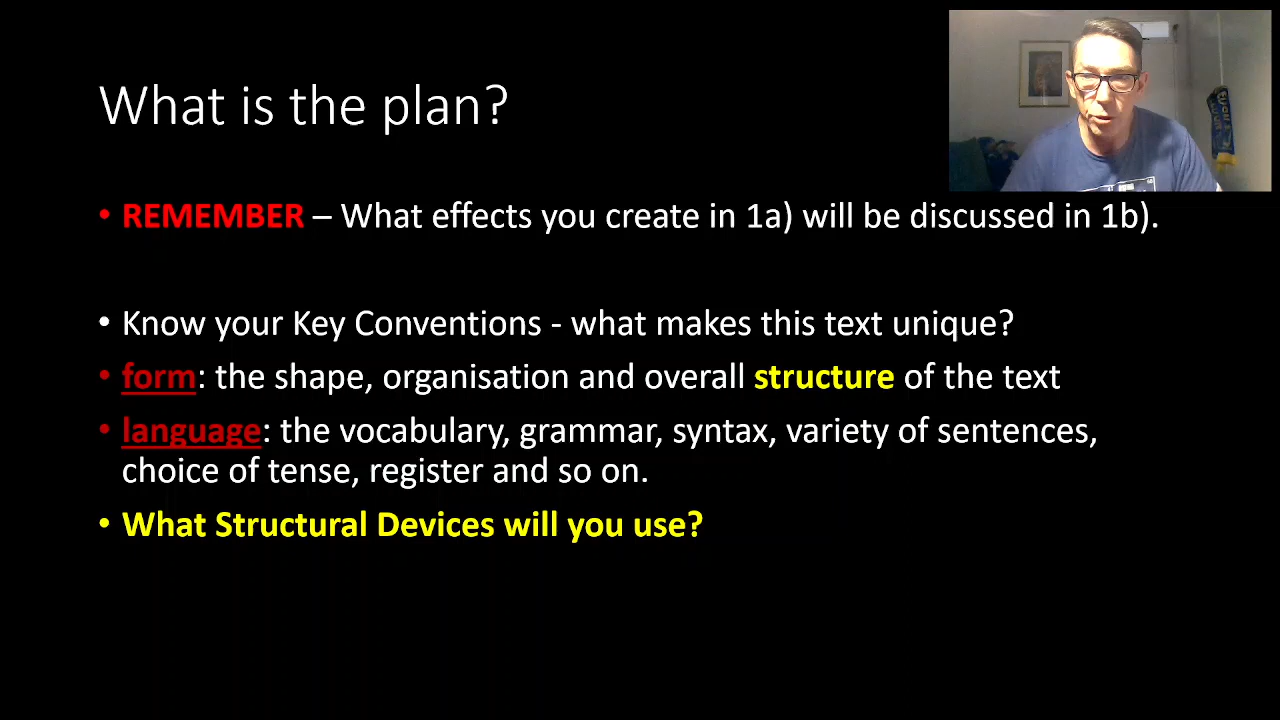 What is the plan?
• REMEMBER – What effects you create in 1a) will be discussed in 1b).
• Know your Key Conventions - what makes this text unique?
• form: the shape, organisation and overall structure of the text
• language: the vocabulary, grammar, syntax, variety of sentences,
choice of tense, register and so on.
• What Structural Devices will you use?